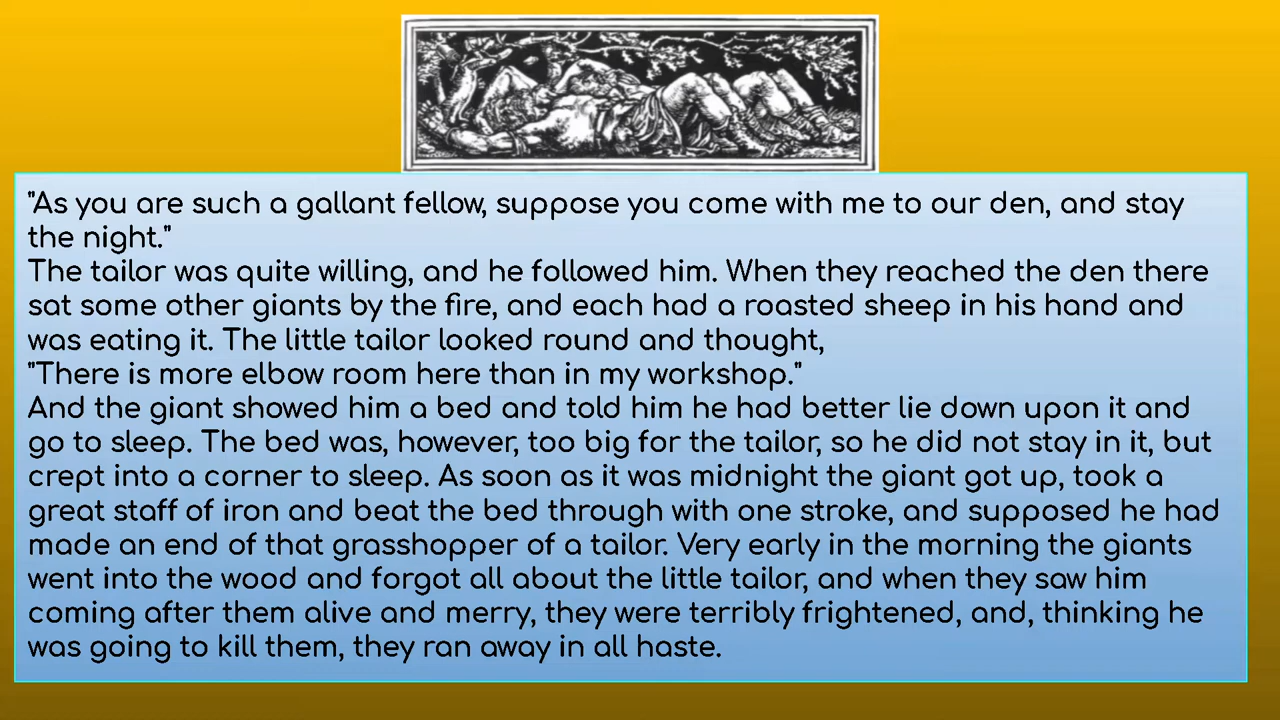 "As you are such a gallant fellow, suppose you come with me to our den, and stay
the night."
The tailor was quite willing, and he followed him. When they reached the den there
sat some other giants by the fire, and each had a roasted sheep in his hand and
was eating it. The little tailor looked round and thought,
"There is more elbow room here than in my workshop."
And the giant showed him a bed and told him he had better lie down upon it and
go to sleep. The bed was, however, too big for the tailor, so he did not stay in it, but
crept into a corner to sleep. As soon as it was midnight the giant got up, took a
great staff of iron and beat the bed through with one stroke, and supposed he had
made an end of that grasshopper of a tailor. Very early in the morning the giants
went into the wood and forgot all about the little tailor, and when they saw him
coming after them alive and merry, they were terribly frightened, and, thinking he
was going to kill them, they ran away in all haste.